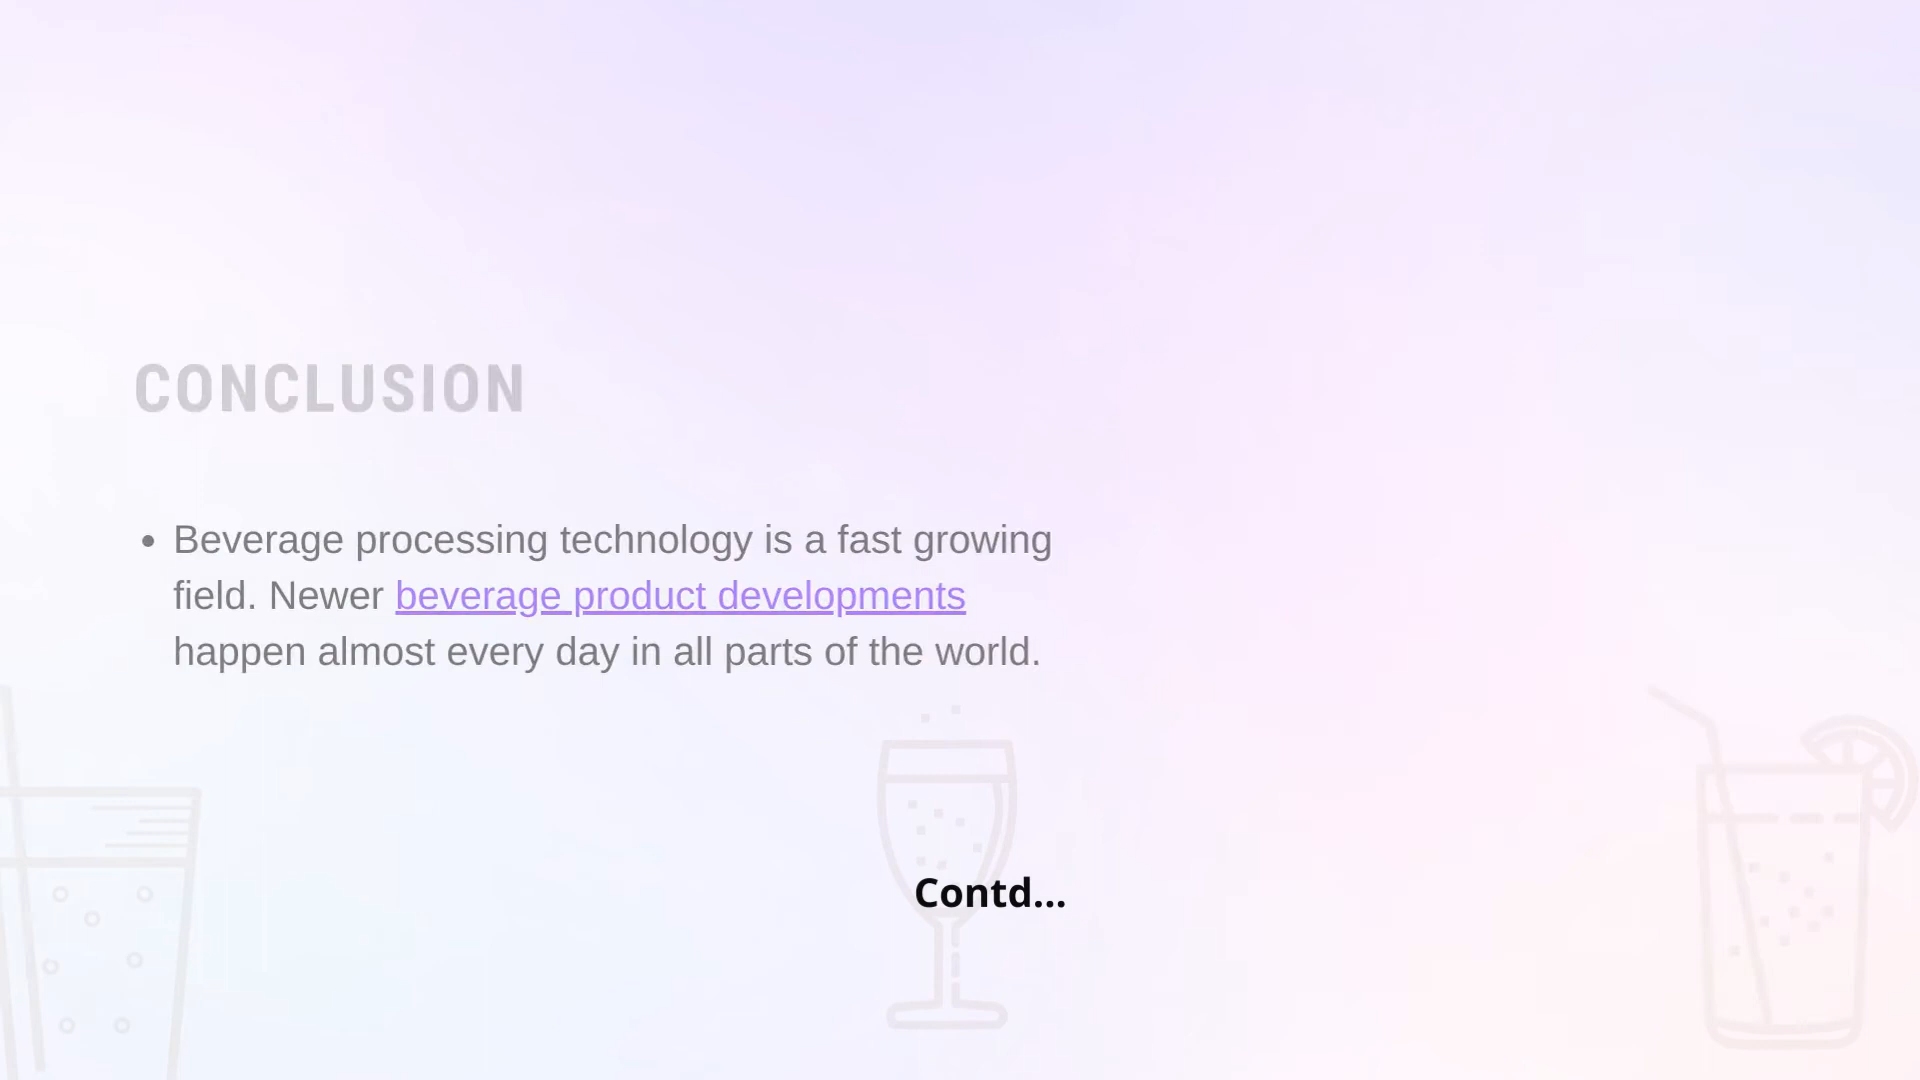 CONCLUSION
• Beverage processing technology is a fast growing
field. Newer beverage product developments
happen almost every day in all parts of the world.
Contd...